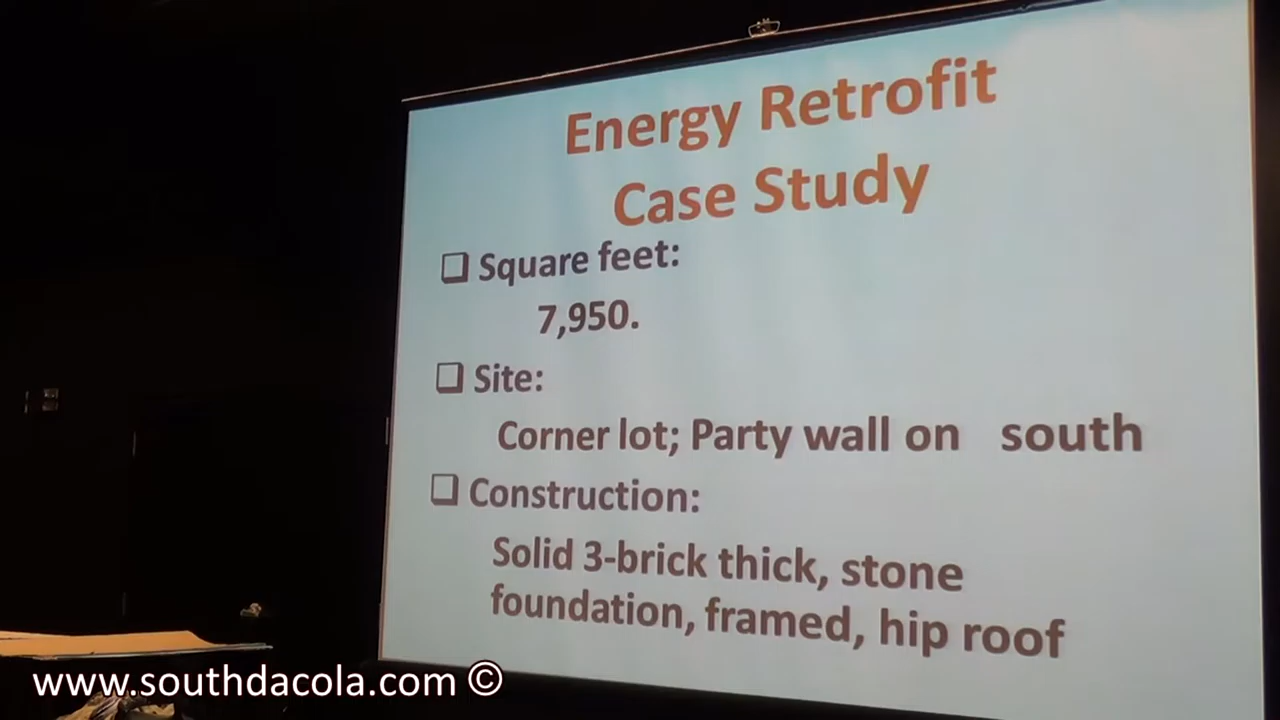 Energy Retrofit
Case Study
❑ Square feet:
7,950.
❑ Site:
Corner lot; Party wall on south
❑ Construction:
Solid 3-brick thick, stone
foundation, framed, hip roof
www.southdacola.com ©